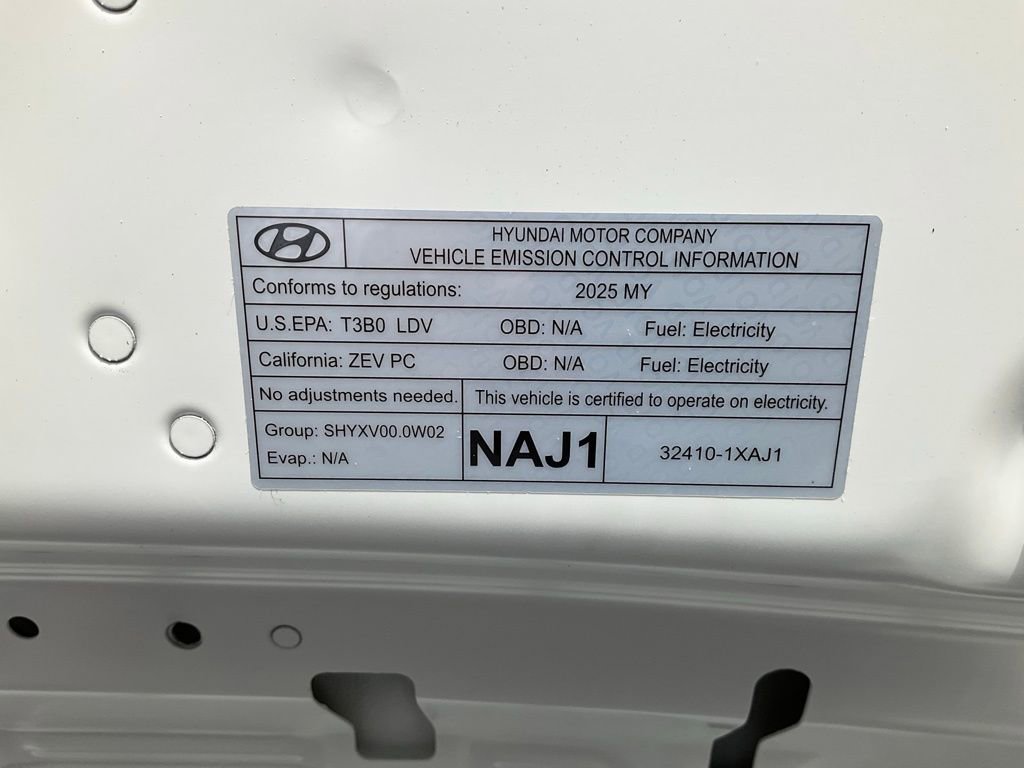 HYUNDAI MOTOR COMPANY
VEHICLE EMISSION CONTROL INFORMATION
Conforms to regulations: 2025 MY
U.S.EPA: T3B0 LDV OBD: N/A Fuel: Electricity
California: ZEV PC OBD: N/A Fuel: Electricity
No adjustments needed. This vehicle is certified to operate on electricity.
Group: SHYXV00.0W02
Evap.: N/A
NAJ1
32410-1XAJ1